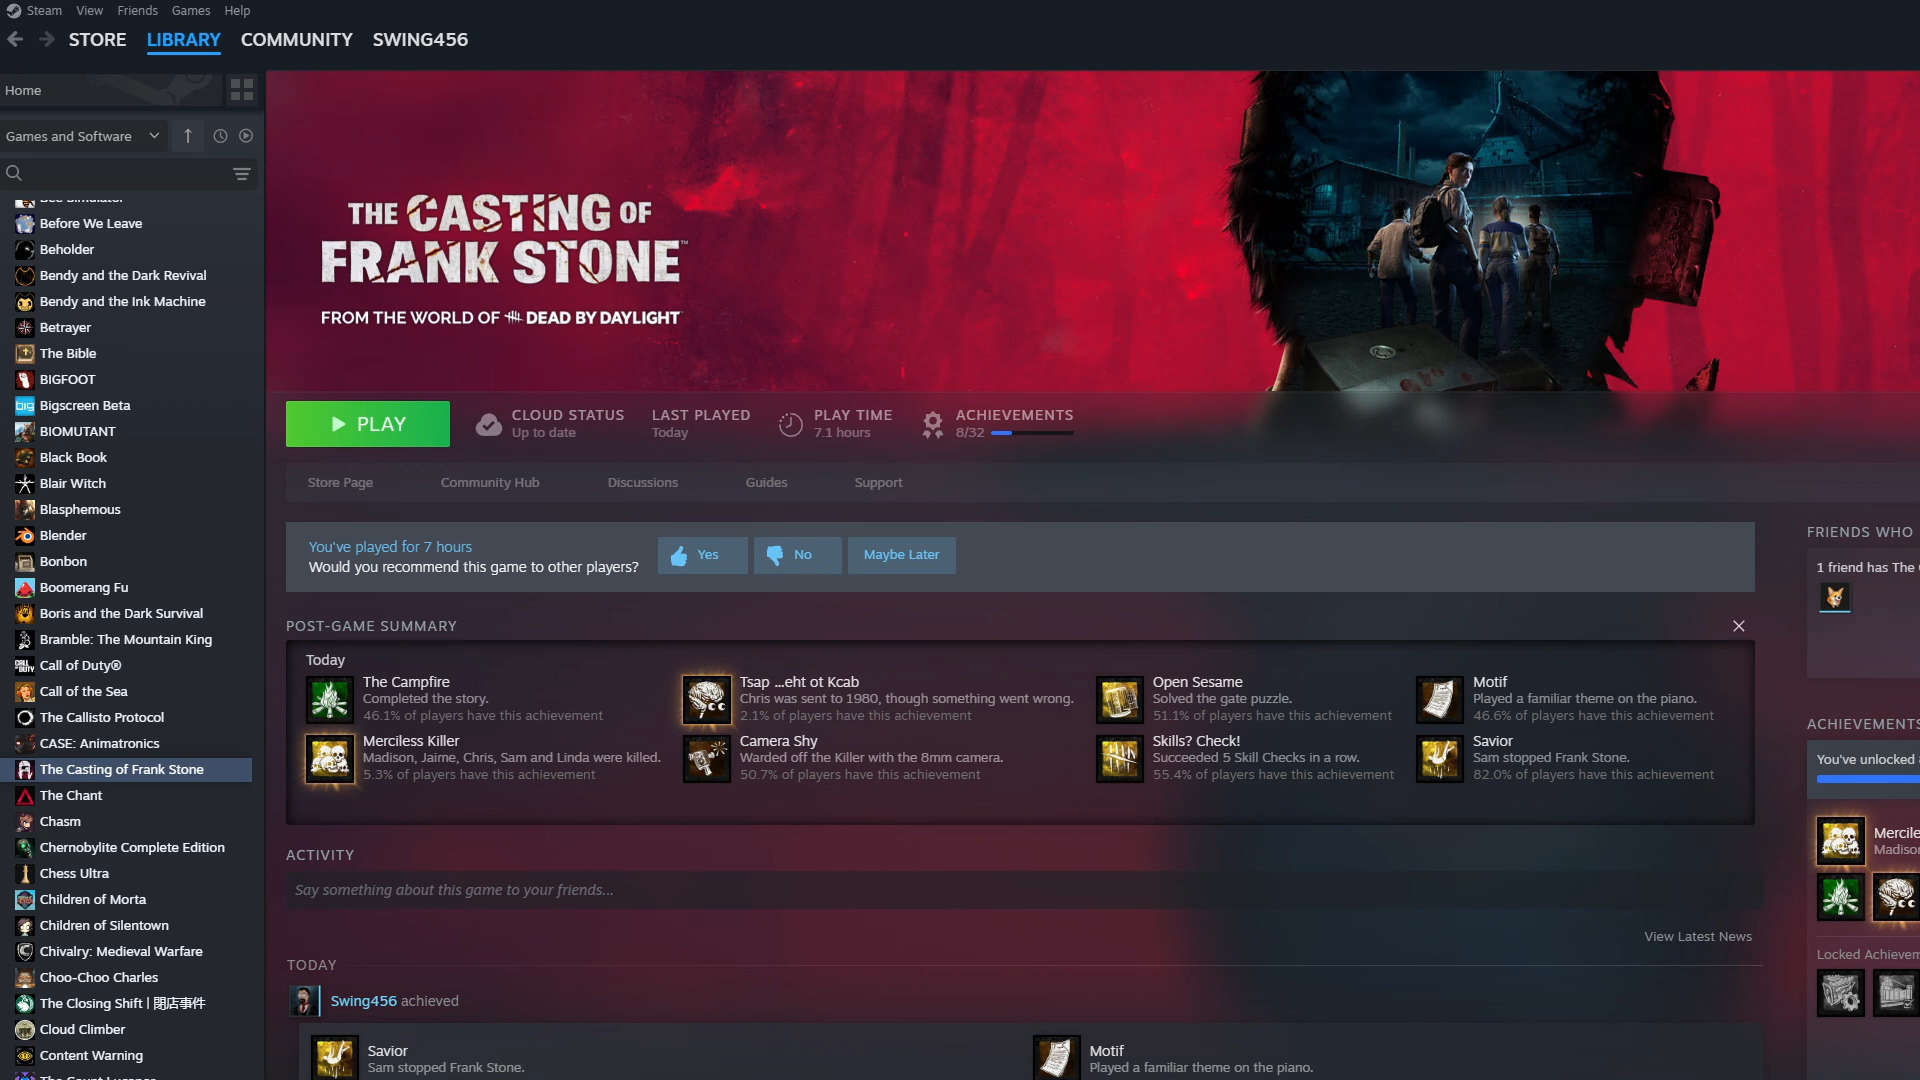 Steam View Friends Games Help
STORE LIBRARY COMMUNITY SWING456
Home
Games and Software
Before We Leave
Beholder
Bendy and the Dark Revival
Bendy and the Ink Machine
Betrayer
The Bible
BIGFOOT
Bigscreen Beta
BIOMUTANT
Black Book
Blair Witch
Blasphemous
Blender
Bonbon
Boomerang Fu
Boris and the Dark Survival
Bramble: The Mountain King
Call of Duty®
Call of the Sea
The Callisto Protocol
CASE: Animatronics
The Casting of Frank Stone
The Chant
Chasm
Chernobylite Complete Edition
Chess Ultra
Children of Morta
Children of Silentown
Chivalry: Medieval Warfare
Choo-Choo Charles
The Closing Shift | 閉店事件
Cloud Climber
Content Warning
THE CASTING OF
FRANK STONE™
FROM THE WORLD OF DEAD BY DAYLIGHT
PLAY
CLOUD STATUS
Up to date
LAST PLAYED
Today
PLAY TIME
7.1 hours
ACHIEVEMENTS
8/32
Store Page Community Hub Discussions Guides Support
You've played for 7 hours
Would you recommend this game to other players?
Yes No Maybe Later
POST-GAME SUMMARY
Today
The Campfire
Completed the story.
46.1% of players have this achievement
Tsap ...eht ot Kcab
Chris was sent to 1980, though something went wrong.
2.1% of players have this achievement
Open Sesame
Solved the gate puzzle.
51.1% of players have this achievement
Motif
Played a familiar theme on the piano.
46.6% of players have this achievement
Merciless Killer
Madison, Jaime, Chris, Sam and Linda were killed.
5.3% of players have this achievement
Camera Shy
Warded off the Killer with the 8mm camera.
50.7% of players have this achievement
Skills? Check!
Succeeded 5 Skill Checks in a row.
55.4% of players have this achievement
Savior
Sam stopped Frank Stone.
82.0% of players have this achievement
ACTIVITY
Say something about this game to your friends...
View Latest News
TODAY
Swing456 achieved
Savior
Sam stopped Frank Stone.
Motif
Played a familiar theme on the piano.
FRIENDS WHO
1 friend has The
ACHIEVEMENTS
You've unlocked
Mercile
Madison
Locked Achievem